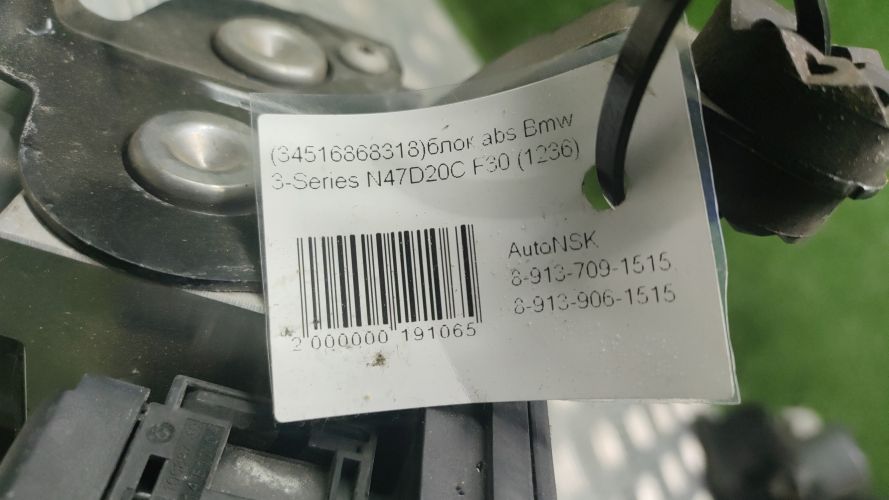 (34516868318)блок abs Bmw
3-Series N47D20C F30 (1236)
AutoNSK
8-913-709-1515
8-913-906-1515
2 000000 191065